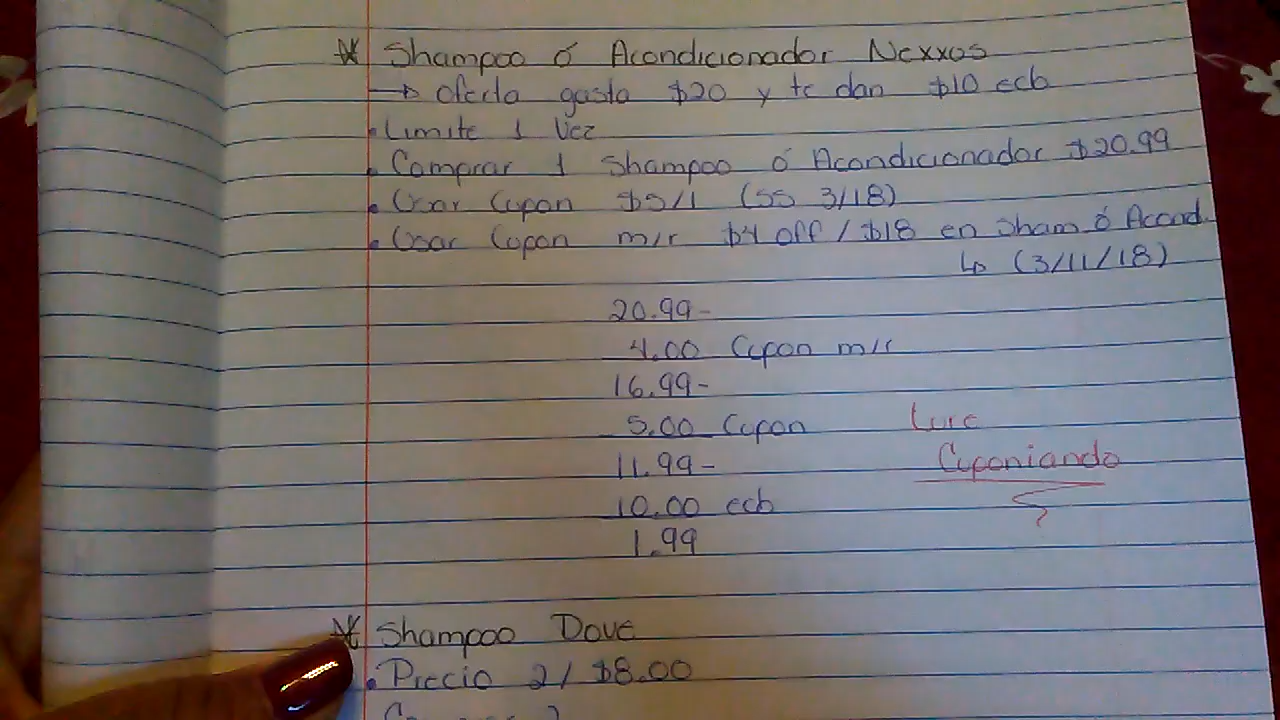 * Shampoo ó Acondicionador Nexxos
→ Oferta gasta $20 y te dan $10 ecb
• Limite 1 Vez
• Comprar 1 Shampoo ó Acondicionador $20.99
• Usar Cupon $5/1 (SS 3/18)
• Usar Cupon m/r $4 off / $18 en Sham ó Acond.
↳ (3/11/18)
20.99-
4.00 Cupon m/r
16.99-
5.00 Cupon
11.99-
10.00 ecb
1.99
Luie
Cuponiando
* Shampoo Dove
• Precio 2/ $8.00